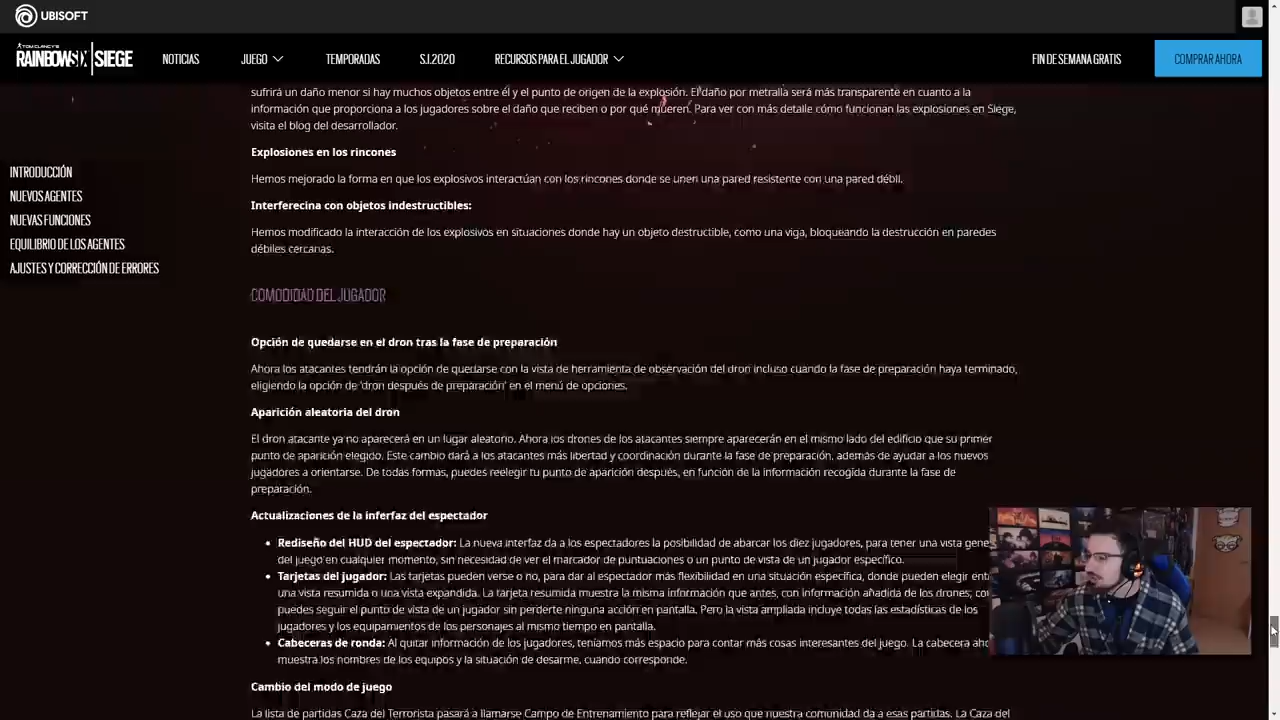 UBISOFT
TOM CLANCY'S
RAINBOW SIX | SIEGE
NOTICIAS
JUEGO
TEMPORADAS
S.I.2020
RECURSOS PARA EL JUGADOR
FIN DE SEMANA GRATIS
COMPRAR AHORA
INTRODUCCIÓN
NUEVOS AGENTES
NUEVAS FUNCIONES
EQUILIBRIO DE LOS AGENTES
AJUSTES Y CORRECCIÓN DE ERRORES
sufrirá un daño menor si hay muchos objetos entre él y el punto de origen de la explosión. El daño por metralla será más transparente en cuanto a la
información que proporciona a los jugadores sobre el daño que reciben o por qué mueren. Para ver con más detalle cómo funcionan las explosiones en Siege,
visita el blog del desarrollador.
Explosiones en los rincones
Hemos mejorado la forma en que los explosivos interactúan con los rincones donde se unen una pared resistente con una pared débil.
Interferecina con objetos indestructibles:
Hemos modificado la interacción de los explosivos en situaciones donde hay un objeto destructible, como una viga, bloqueando la destrucción en paredes
débiles cercanas.
COMODIDAD DEL JUGADOR
Opción de quedarse en el dron tras la fase de preparación
Ahora los atacantes tendrán la opción de quedarse con la vista de herramienta de observación del dron incluso cuando la fase de preparación haya terminado,
eligiendo la opción de 'dron después de preparación' en el menú de opciones.
Aparición aleatoria del dron
El dron atacante ya no aparecerá en un lugar aleatorio. Ahora los drones de los atacantes siempre aparecerán en el mismo lado del edificio que su primer
punto de aparición elegido. Este cambio dará a los atacantes más libertad y coordinación durante la fase de preparación, además de ayudar a los nuevos
jugadores a orientarse. De todas formas, puedes reelegir tu punto de aparición después, en función de la información recogida durante la fase de
preparación.
Actualizaciones de la inferfaz del espectador
• Rediseño del HUD del espectador: La nueva interfaz da a los espectadores la posibilidad de abarcar los diez jugadores, para tener una vista gene
del juego en cualquier momento, sin necesidad de ver el marcador de puntuaciones o un punto de vista de un jugador específico.
• Tarjetas del jugador: Las tarjetas pueden verse o no, para dar al espectador más flexibilidad en una situación específica, donde pueden elegir ent
una vista resumida o una vista expandida. La tarjeta resumida muestra la misma información que antes, con información añadida de los drones; con
puedes seguir el punto de vista de un jugador sin perderte ninguna acción en pantalla. Pero la vista ampliada incluye todas las estadísticas de los
jugadores y los equipamientos de los personajes al mismo tiempo en pantalla.
• Cabeceras de ronda: Al quitar información de los jugadores, teníamos más espacio para contar más cosas interesantes del juego. La cabecera aho
muestra los nombres de los equipos y la situación de desarme, cuando corresponde.
Cambio del modo de juego
La lista de partidas Caza del Terrorista pasará a llamarse Campo de Entrenamiento para reflejar el uso que nuestra comunidad da a esas partidas. La Caza del